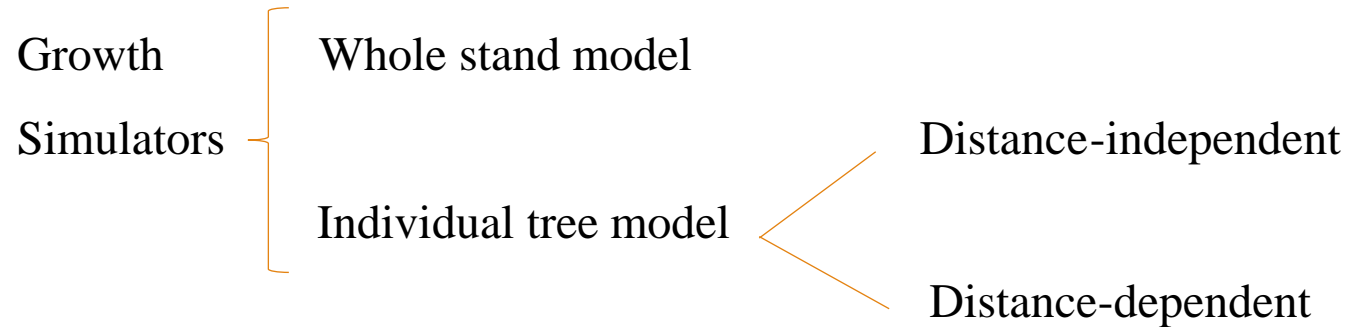 Growth
Simulators
Whole stand model
Individual tree model
Distance-independent
Distance-dependent